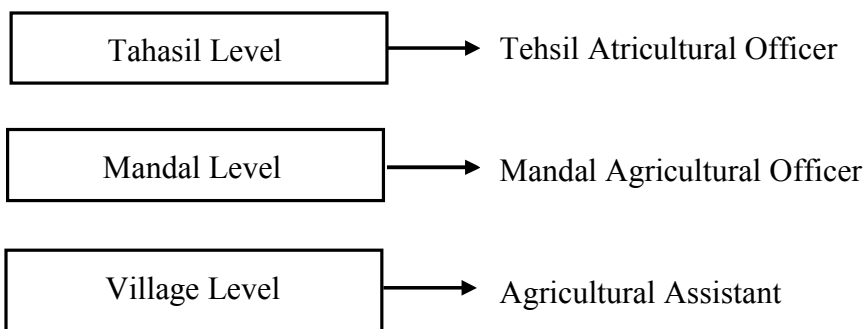 Tahasil Level Tehsil Atricultural Officer
Mandal Level Mandal Agricultural Officer
Village Level Agricultural Assistant